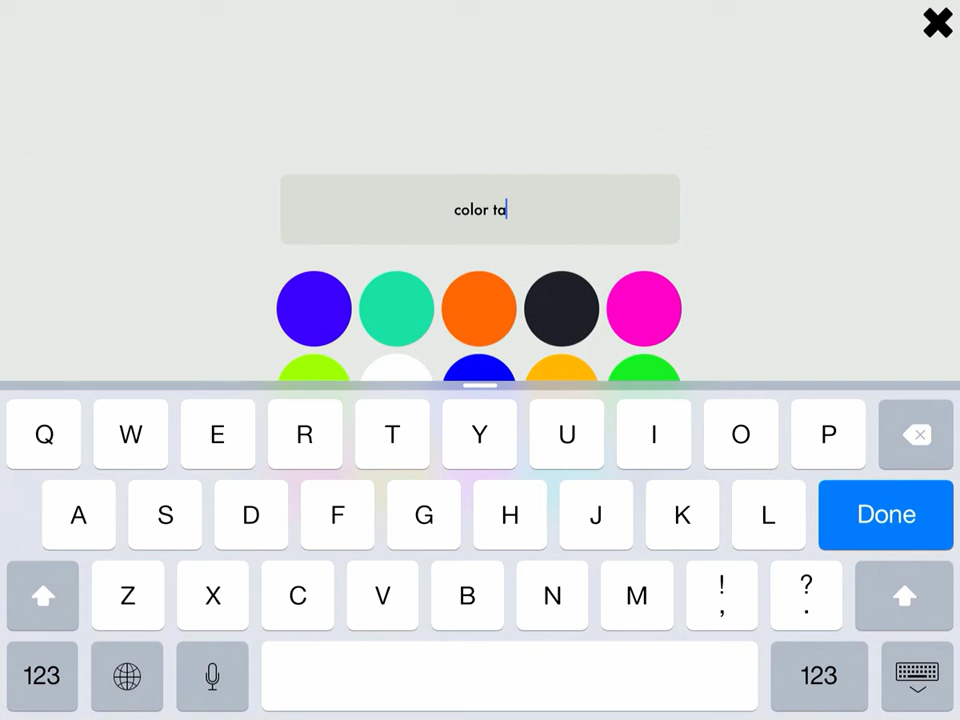 color ta
Q W E R T Y U I O P
A S D F G H J K L Done
Z X C V B N M ! , ? .
123 123